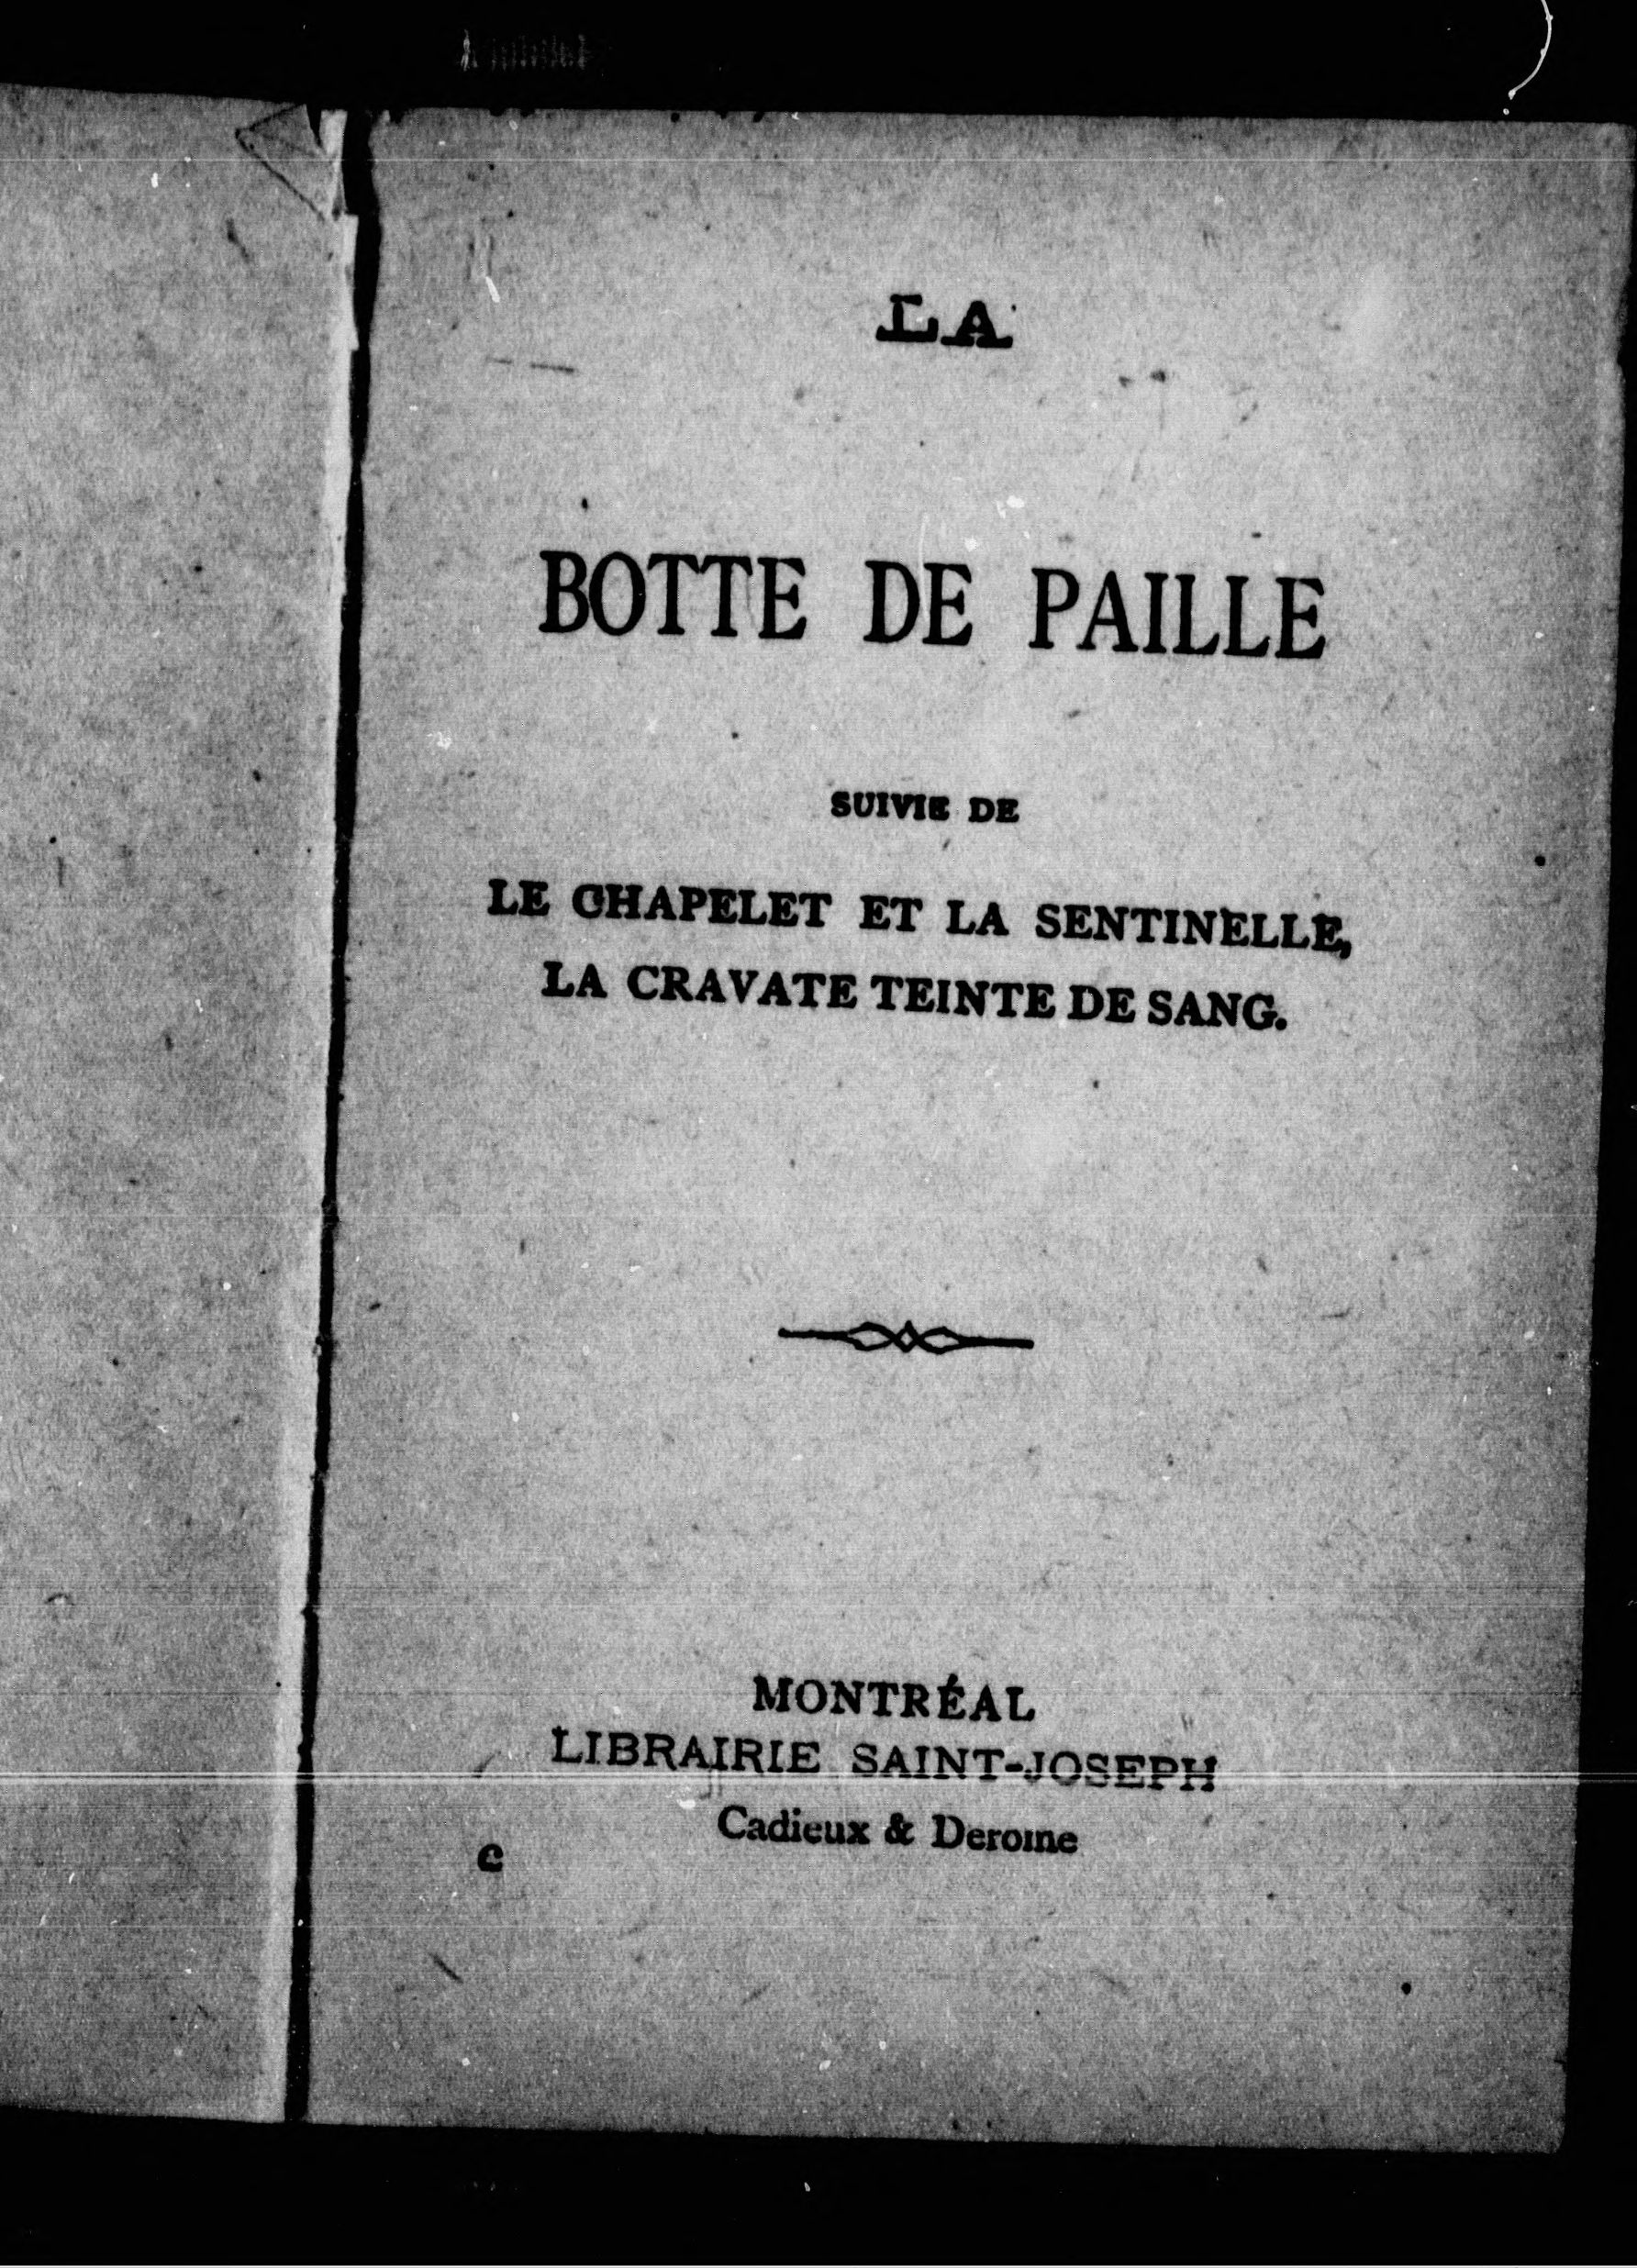 LA
BOTTE DE PAILLE
SUIVIE DE
LE CHAPELET ET LA SENTINELLE,
LA CRAVATE TEINTE DE SANG.
MONTRÉAL
LIBRAIRIE SAINT-JOSEPH
Cadieux & Derome
C